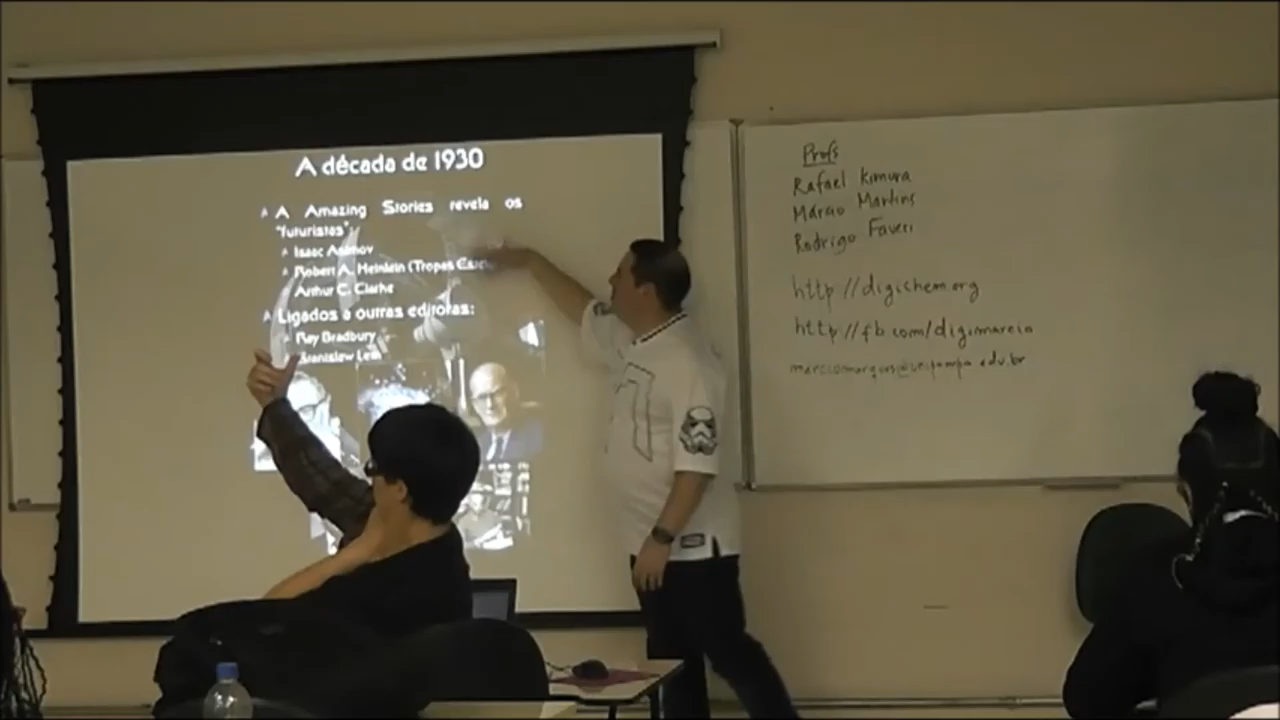 A década de 1930
A Amazing Stories revela os
"futuristas":
Isaac Asimov
Robert A. Heinlein (Tropas
Arthur C. Clarke
Ligados a outras editoras:
Ray Bradbury
Stanislaw Lem
Profs
Rafael Kimura
Márcio Martins
Rodrigo Faveri
http://digichem.org
http://fb.com/digimarcio